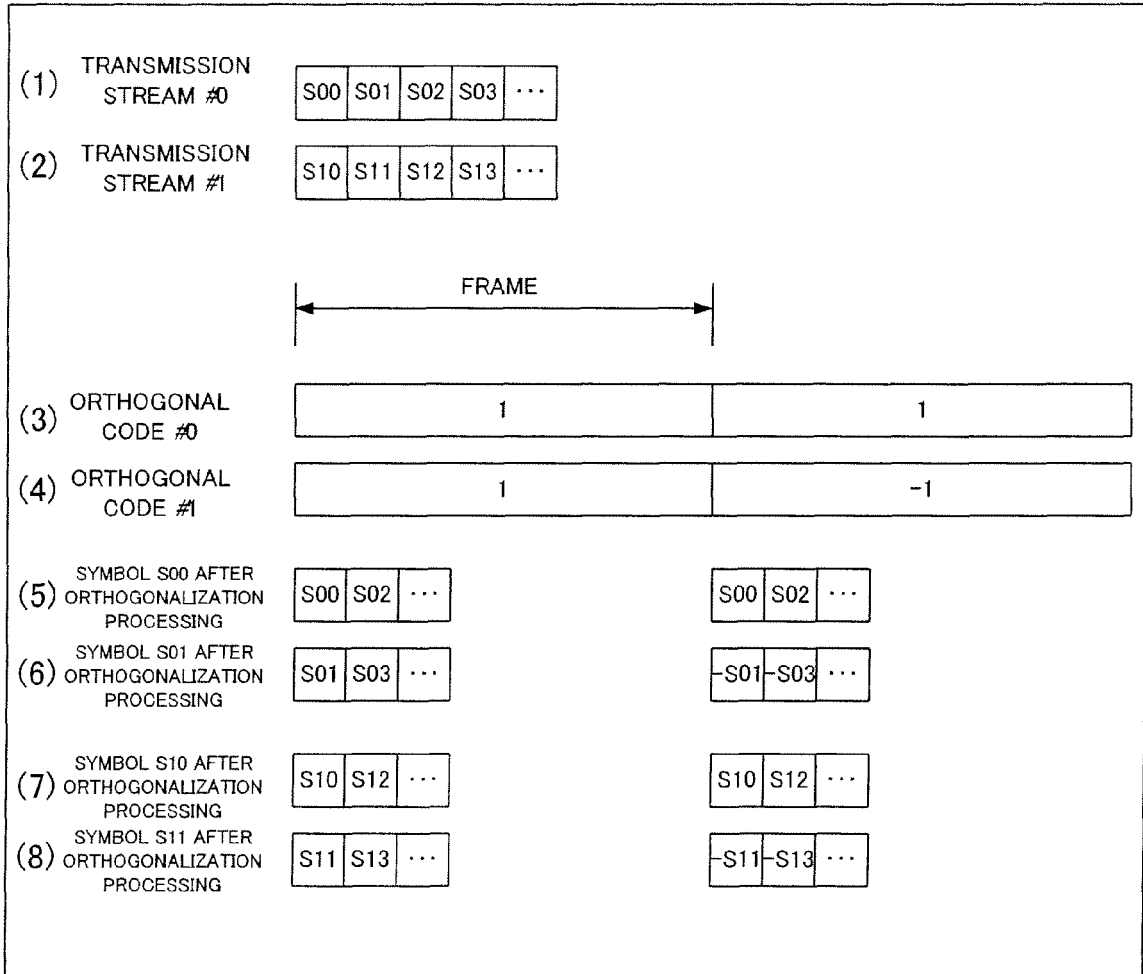 (1) TRANSMISSION
STREAM #0
S00 S01 S02 S03 ···
(2) TRANSMISSION
STREAM #1
S10 S11 S12 S13 ···
FRAME
(3) ORTHOGONAL
CODE #0
1 1
(4) ORTHOGONAL
CODE #1
1 -1
(5) SYMBOL S00 AFTER
ORTHOGONALIZATION
PROCESSING
S00 S02 ··· S00 S02 ···
(6) SYMBOL S01 AFTER
ORTHOGONALIZATION
PROCESSING
S01 S03 ··· -S01 -S03 ···
(7) SYMBOL S10 AFTER
ORTHOGONALIZATION
PROCESSING
S10 S12 ··· S10 S12 ···
(8) SYMBOL S11 AFTER
ORTHOGONALIZATION
PROCESSING
S11 S13 ··· -S11 -S13 ···